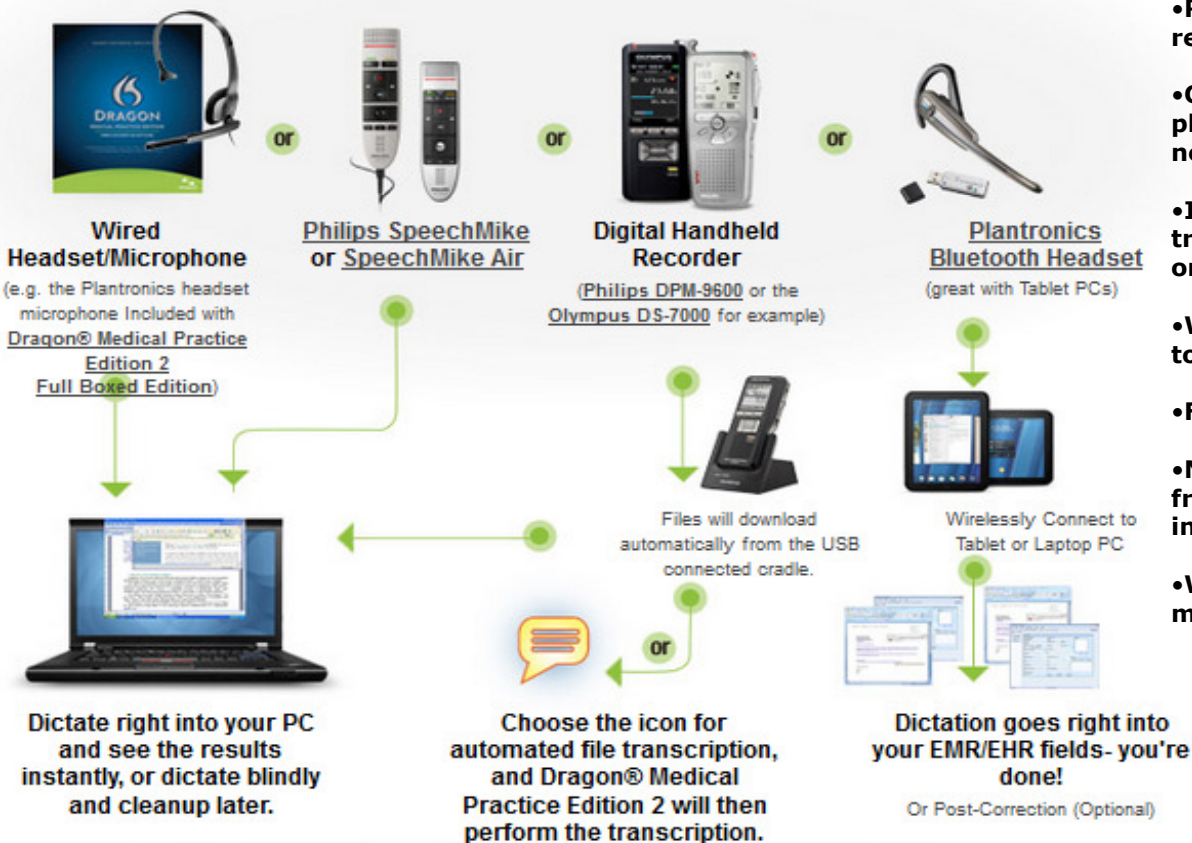 DRAGON
MEDICAL PRACTICE EDITION
or
or
OLYMPUS
or
Wired
Headset/Microphone
(e.g. the Plantronics headset
microphone Included with
Dragon® Medical Practice
Edition 2
Full Boxed Edition)
Philips SpeechMike
or SpeechMike Air
Digital Handheld
Recorder
(Philips DPM-9600 or the
Olympus DS-7000 for example)
Plantronics
Bluetooth Headset
(great with Tablet PCs)
Files will download
automatically from the USB
connected cradle.
Wirelessly Connect to
Tablet or Laptop PC
or
Dictate right into your PC
and see the results
instantly, or dictate blindly
and cleanup later.
Choose the icon for
automated file transcription,
and Dragon® Medical
Practice Edition 2 will then
perform the transcription.
Dictation goes right into
your EMR/EHR fields- you're
done!
Or Post-Correction (Optional)